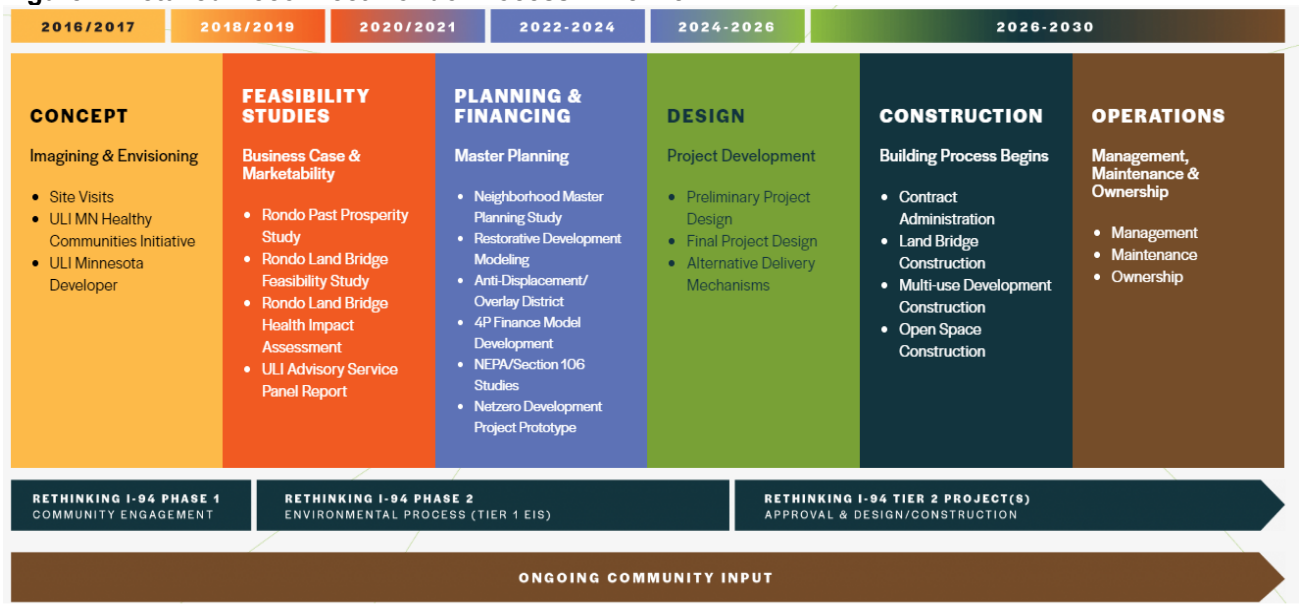 2016/2017
2018/2019
2020/2021
2022-2024
2024-2026
2026-2030
CONCEPT
Imagining & Envisioning
• Site Visits
• ULI MN Healthy
Communities Initiative
• ULI Minnesota
Developer
FEASIBILITY
STUDIES
Business Case &
Marketability
• Rondo Past Prosperity
Study
• Rondo Land Bridge
Feasibility Study
• Rondo Land Bridge
Health Impact
Assessment
• ULI Advisory Service
Panel Report
PLANNING &
FINANCING
Master Planning
• Neighborhood Master
Planning Study
• Restorative Development
Modeling
• Anti-Displacement/
Overlay District
• 4P Finance Model
Development
• NEPA/Section 106
Studies
• Netzero Development
Project Prototype
DESIGN
Project Development
• Preliminary Project
Design
• Final Project Design
• Alternative Delivery
Mechanisms
CONSTRUCTION
Building Process Begins
• Contract
Administration
• Land Bridge
Construction
• Multi-use Development
Construction
• Open Space
Construction
OPERATIONS
Management,
Maintenance &
Ownership
• Management
• Maintenance
• Ownership
RETHINKING I-94 PHASE 1
COMMUNITY ENGAGEMENT
RETHINKING I-94 PHASE 2
ENVIRONMENTAL PROCESS (TIER 1 EIS)
RETHINKING I-94 TIER 2 PROJECT(S)
APPROVAL & DESIGN/CONSTRUCTION
ONGOING COMMUNITY INPUT